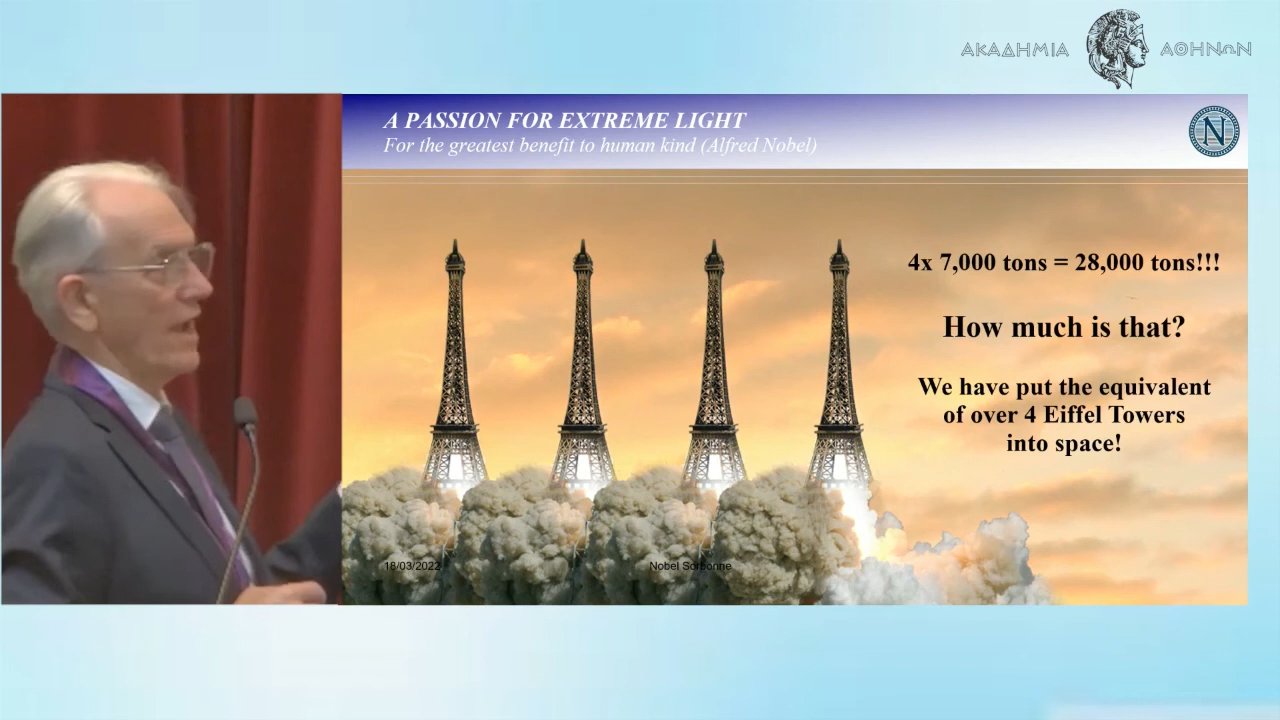 ΑΚΑΔΗΜΙΑ ΑΘΗΝΩΝ
A PASSION FOR EXTREME LIGHT
For the greatest benefit to human kind (Alfred Nobel)
N
4x 7,000 tons = 28,000 tons!!!
How much is that?
We have put the equivalent
of over 4 Eiffel Towers
into space!
18/03/2022
Nobel Sorbonne